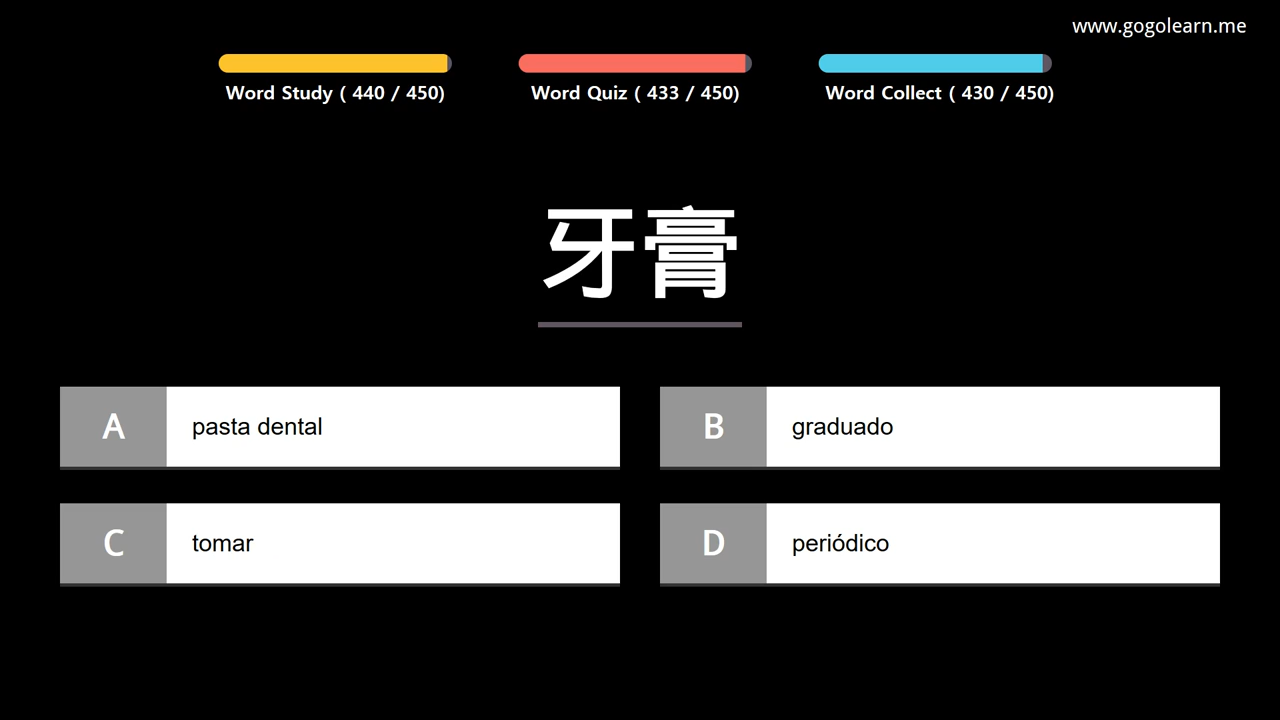 www.gogolearn.me
Word Study ( 440 / 450)
Word Quiz ( 433 / 450)
Word Collect ( 430 / 450)
牙膏
A pasta dental
B graduado
C tomar
D periódico